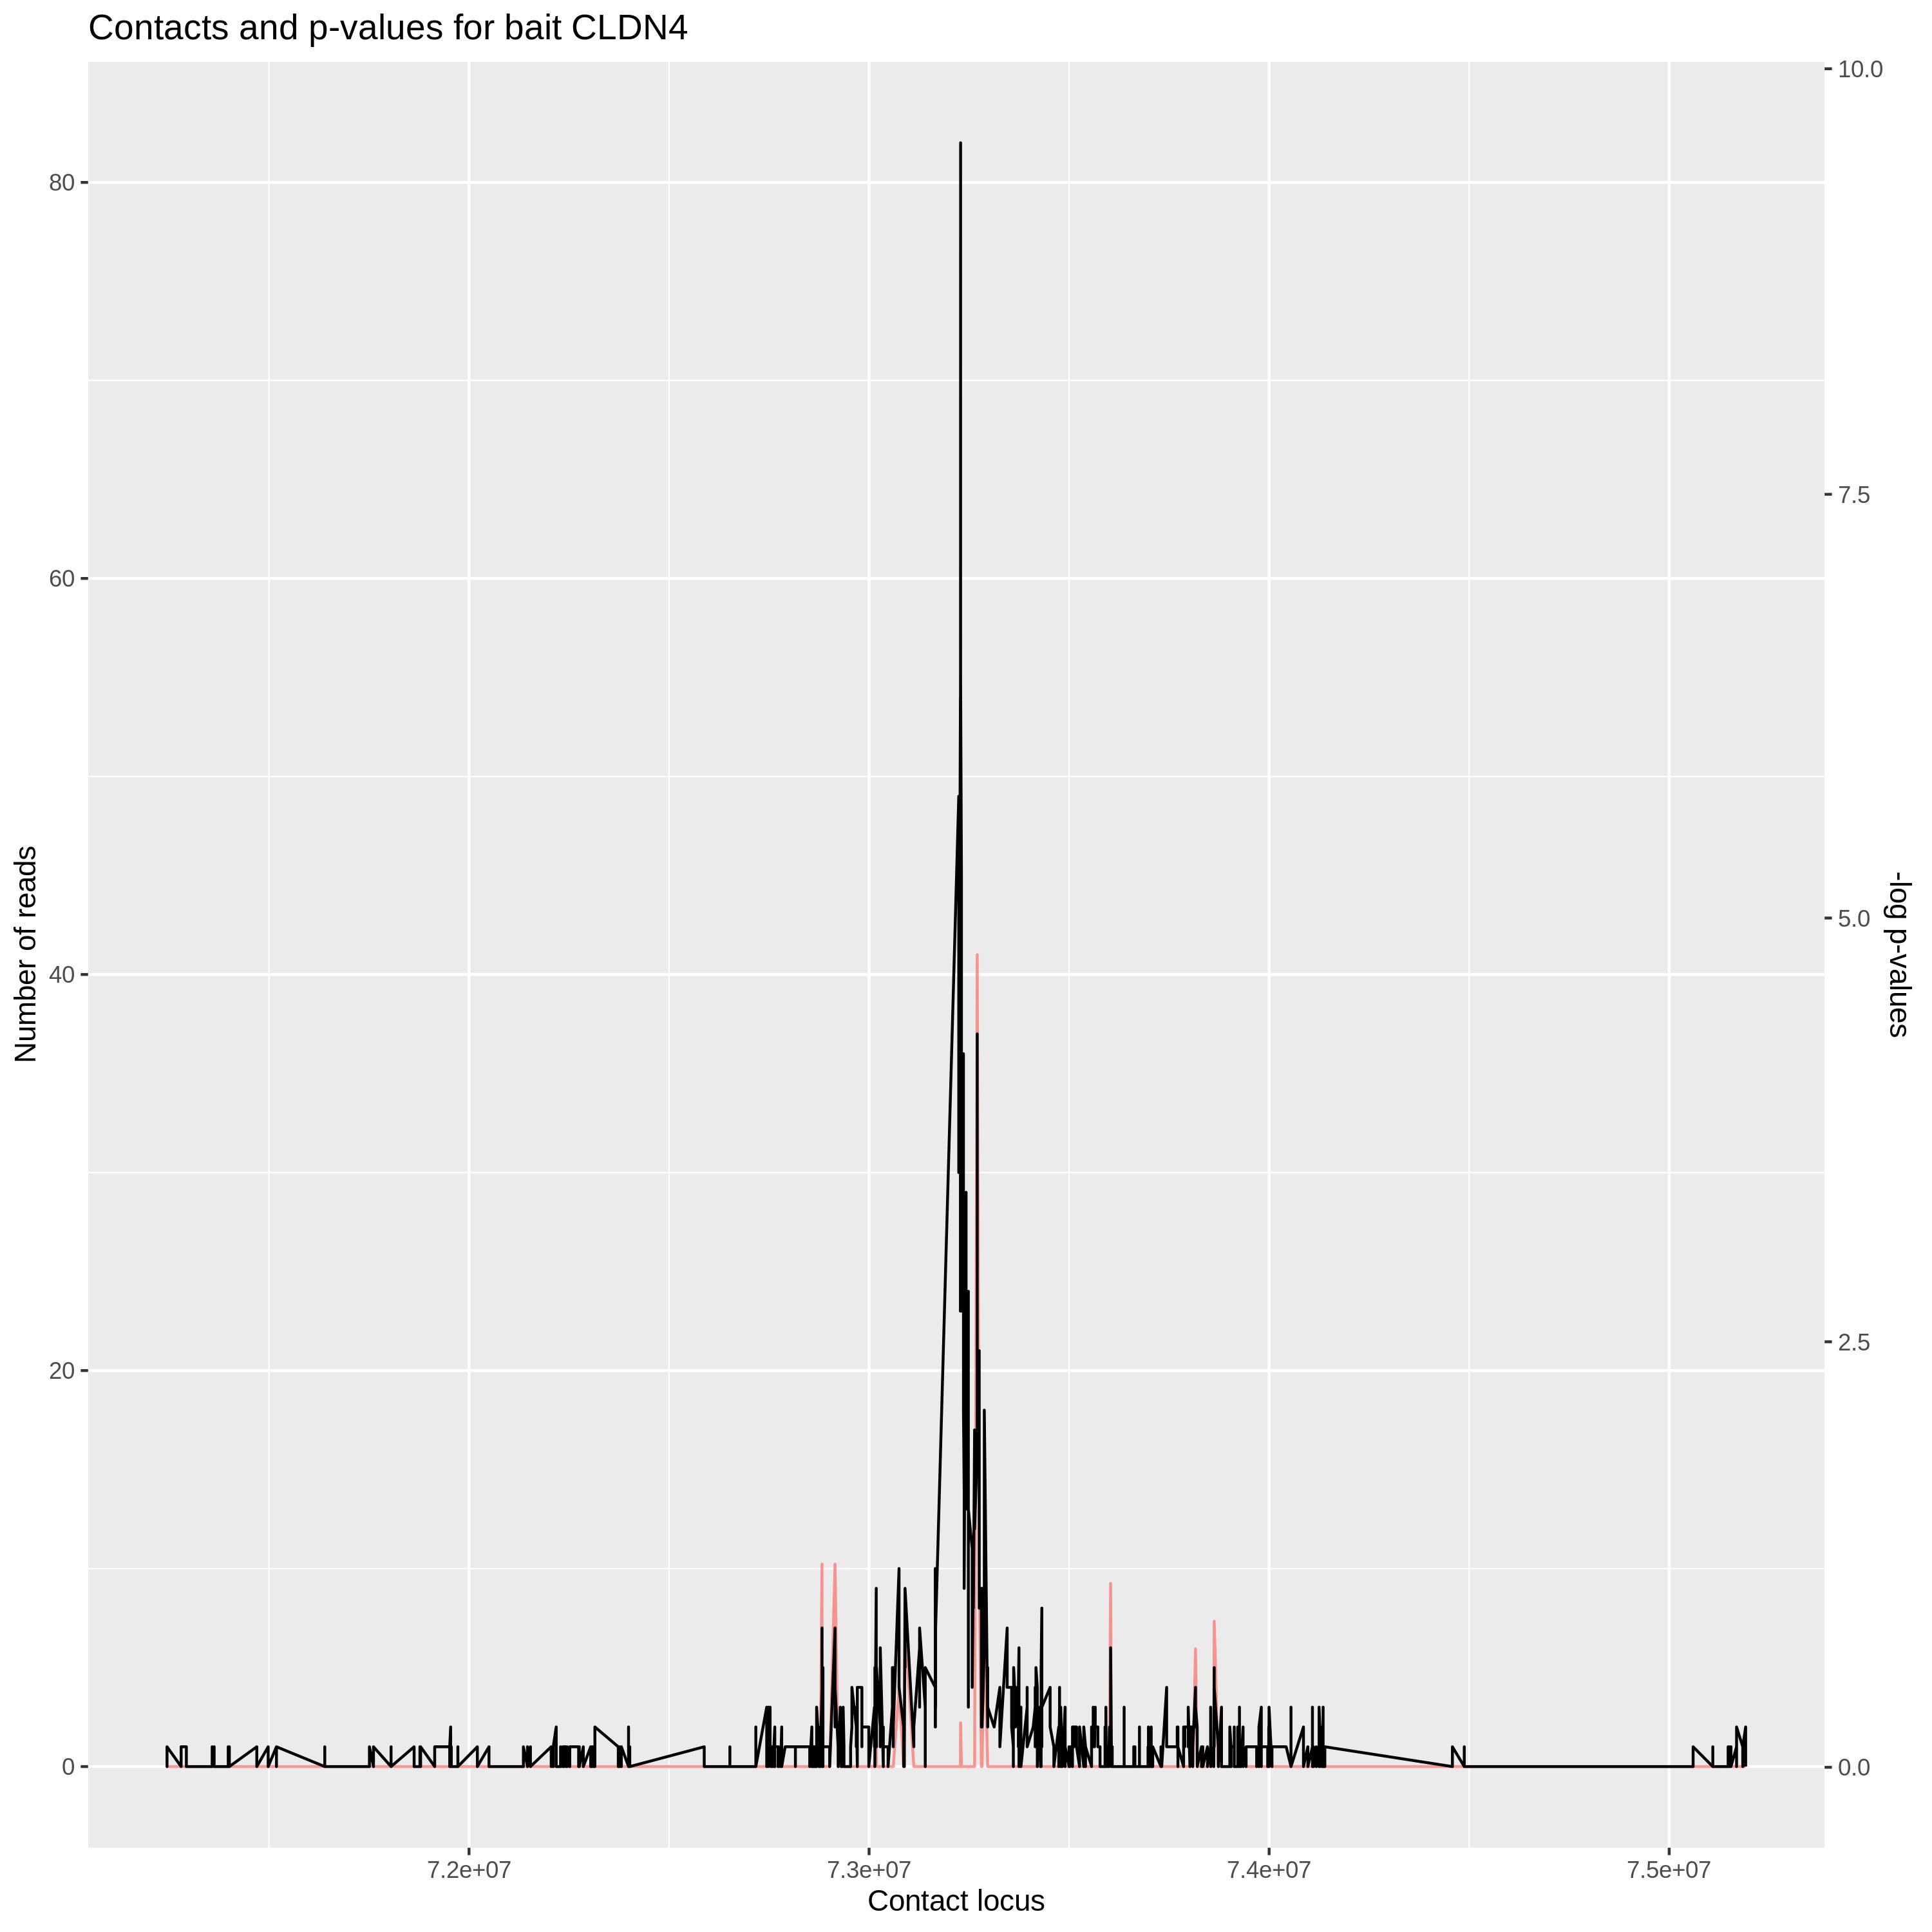 Contacts and p-values for bait CLDN4
Number of reads
80
60
40
20
0
10.0
7.5
5.0
2.5
0.0
-log p-values
7.2e+07
7.3e+07
7.4e+07
7.5e+07
Contact locus